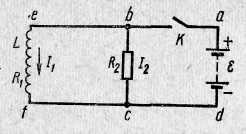 e b a
L I₁ R₂ I₂ K + ε
R₁ −
f c d